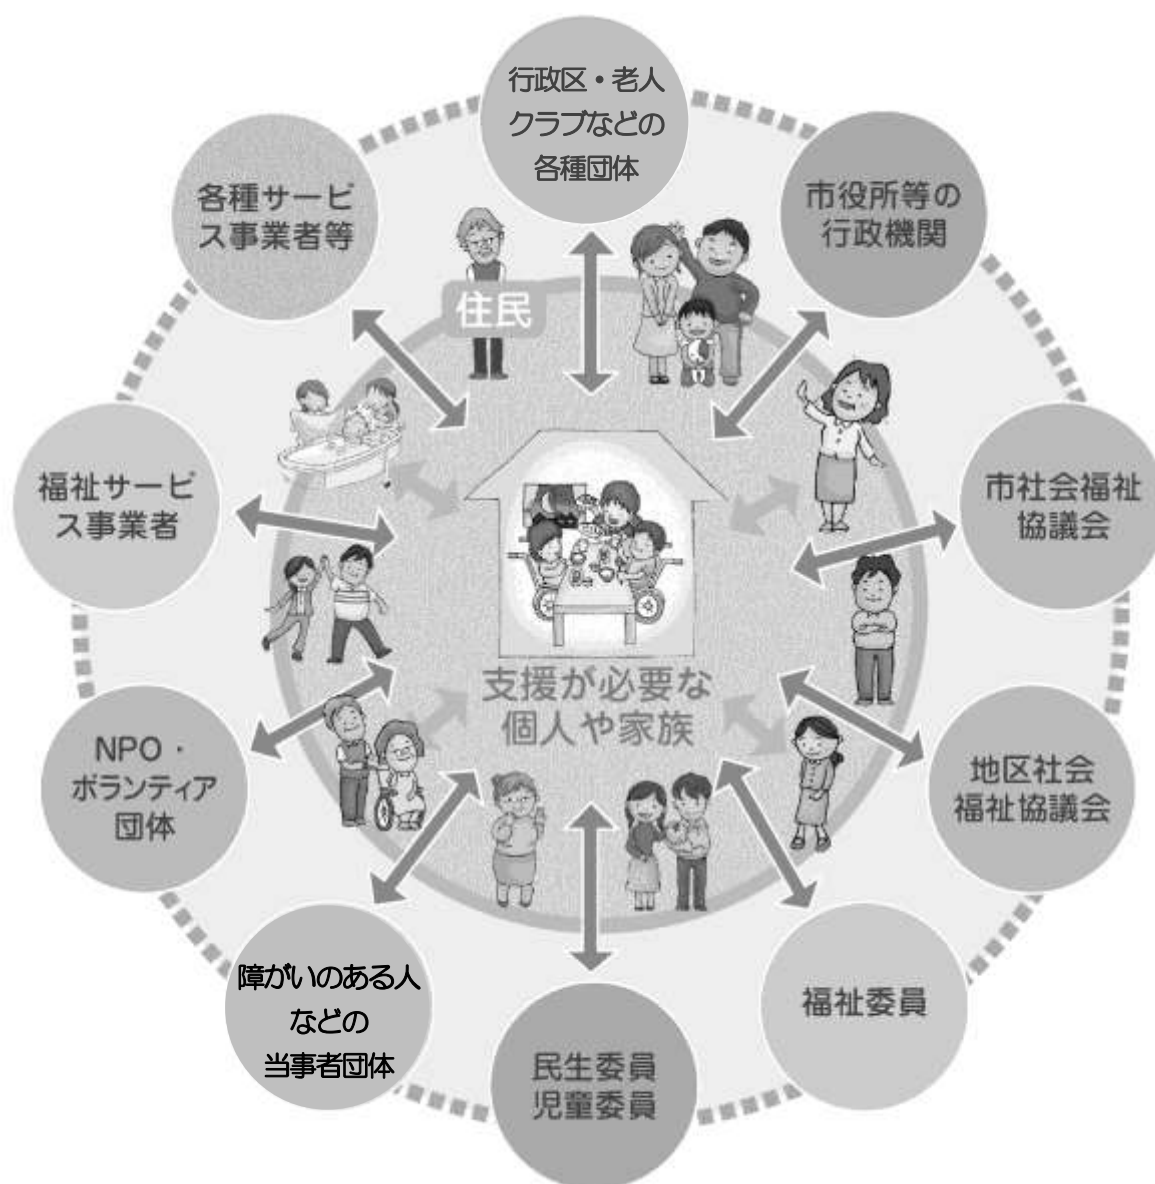 行政区・老人
クラブなどの
各種団体
市役所等の
行政機関
各種サービ
ス事業者等
住民
福祉サービ
ス事業者
市社会福祉
協議会
支援が必要な
個人や家族
NPO・
ボランティア
団体
地区社会
福祉協議会
障がいのある人
などの
当事者団体
福祉委員
民生委員
児童委員